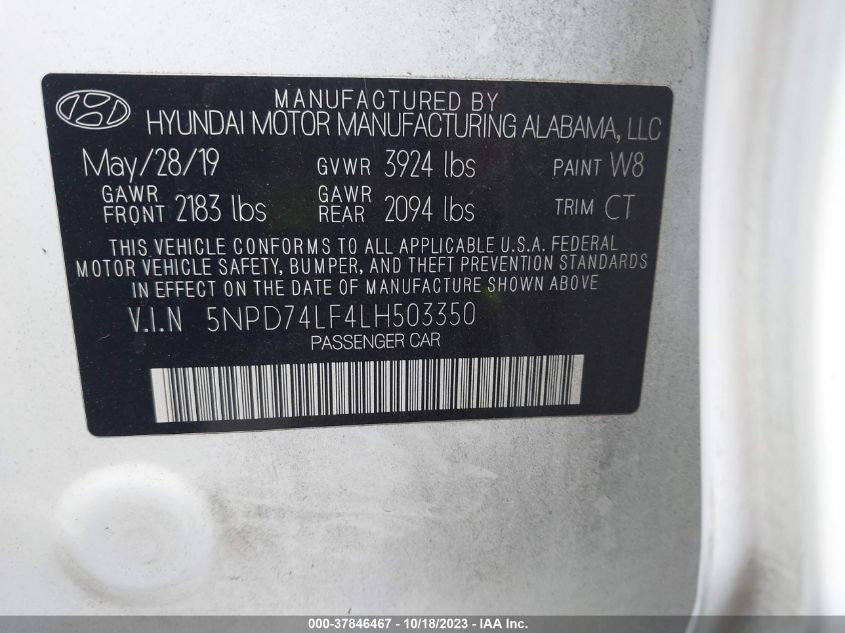 MANUFACTURED BY
HYUNDAI MOTOR MANUFACTURING ALABAMA, LLC
May/28/19 GVWR 3924 lbs PAINT W8
GAWR FRONT 2183 lbs GAWR REAR 2094 lbs TRIM CT
THIS VEHICLE CONFORMS TO ALL APPLICABLE U.S.A. FEDERAL
MOTOR VEHICLE SAFETY, BUMPER, AND THEFT PREVENTION STANDARDS
IN EFFECT ON THE DATE OF MANUFACTURE SHOWN ABOVE
V.I.N 5NPD74LF4LH503350
PASSENGER CAR
000-37846467 - 10/18/2023 - IAA Inc.